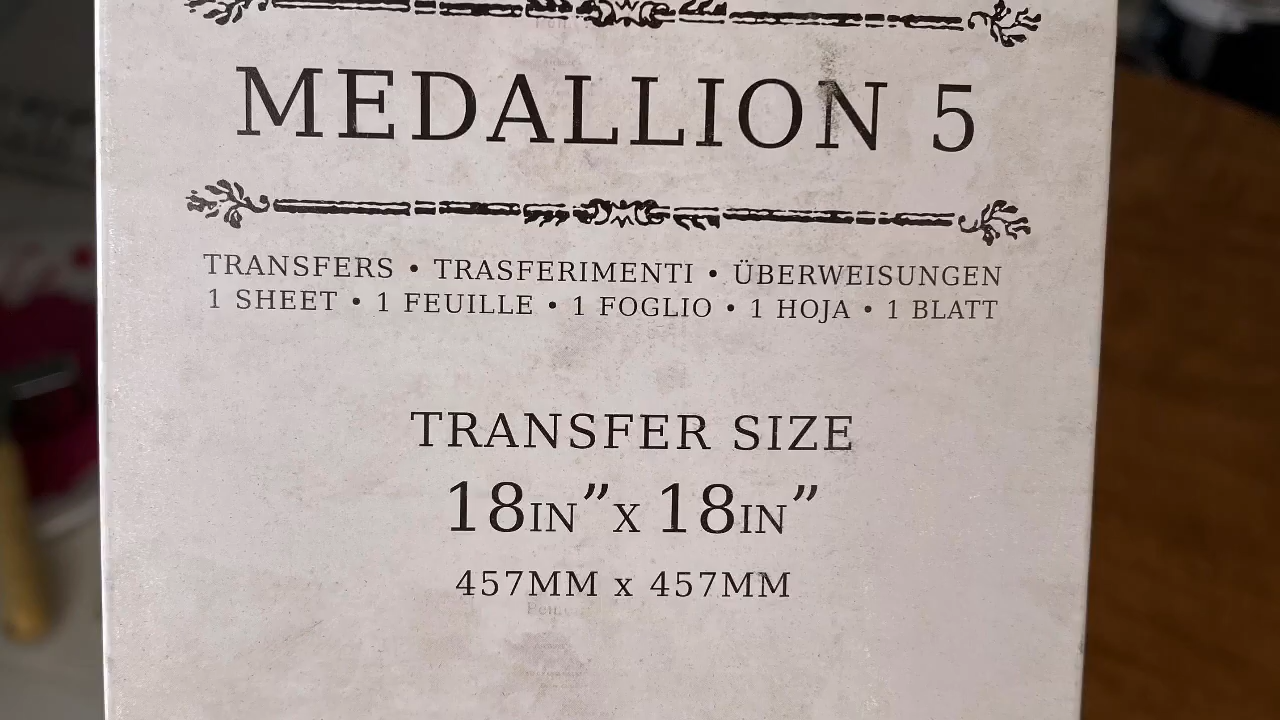 MEDALLION 5
TRANSFERS • TRASFERIMENTI • ÜBERWEISUNGEN
1 SHEET • 1 FEUILLE • 1 FOGLIO • 1 HOJA • 1 BLATT
TRANSFER SIZE
18IN”X 18IN”
457MM x 457MM